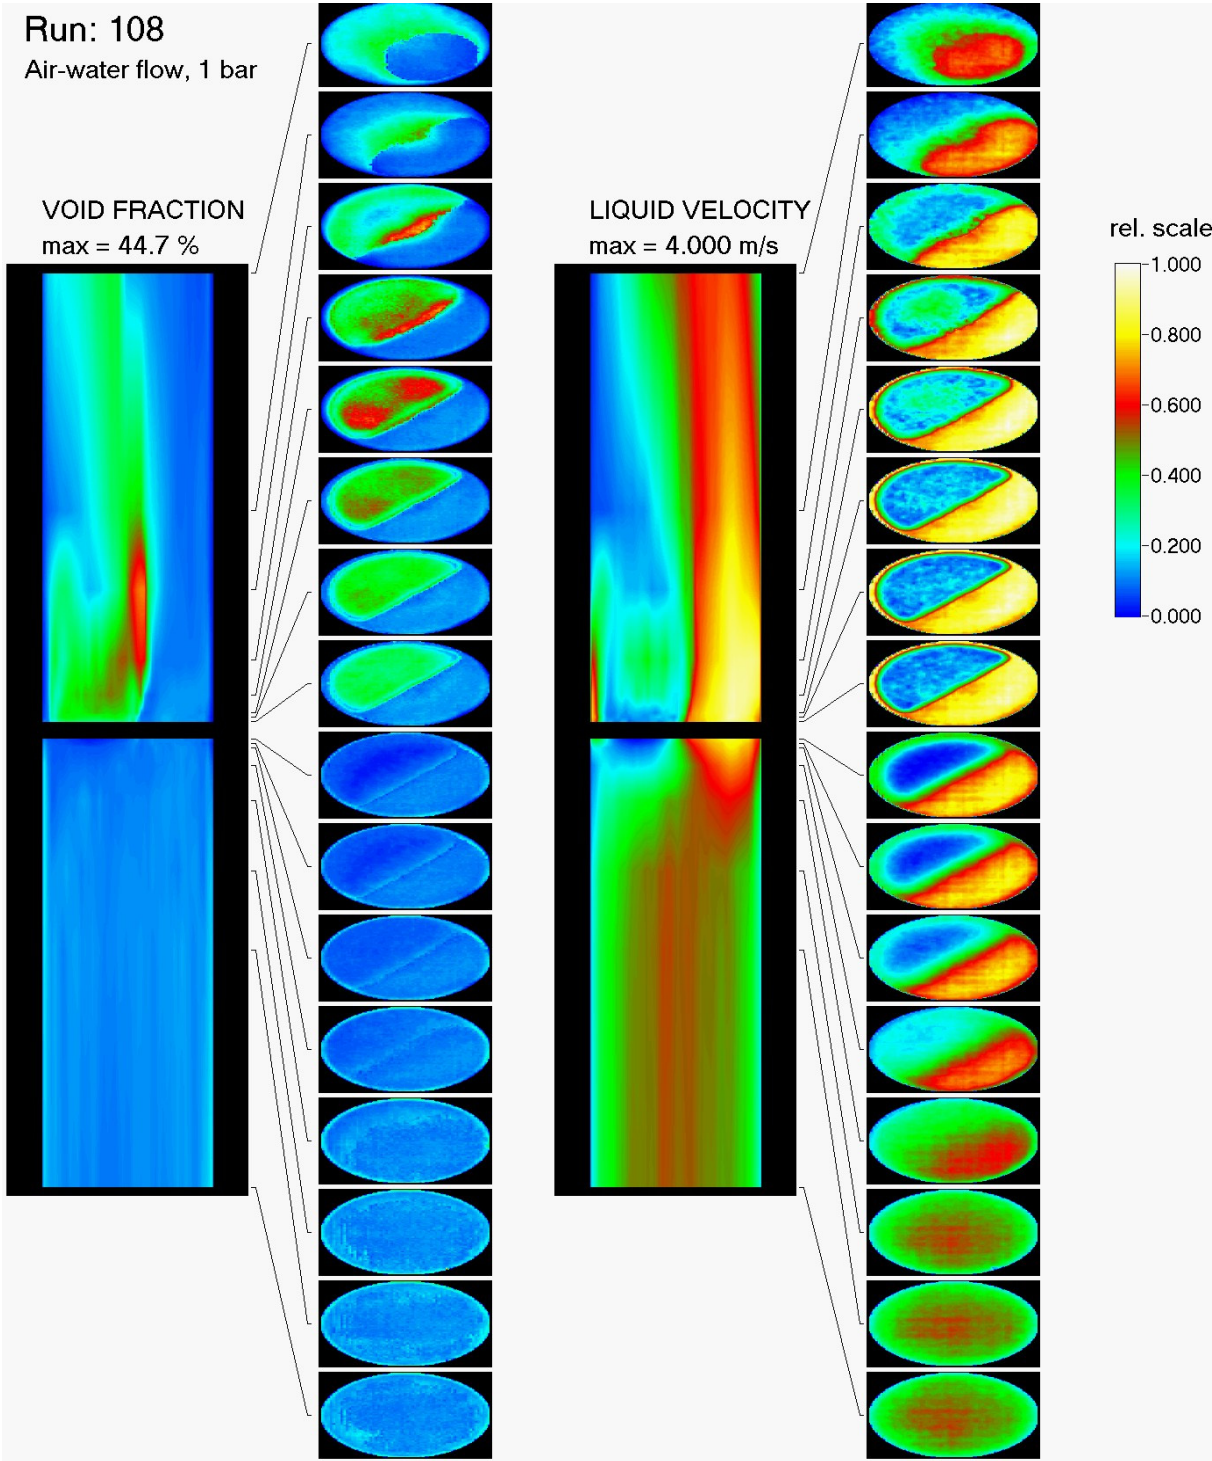 Run: 108
Air-water flow, 1 bar
VOID FRACTION
max = 44.7 %
LIQUID VELOCITY
max = 4.000 m/s
rel. scale
1.000
0.800
0.600
0.400
0.200
0.000